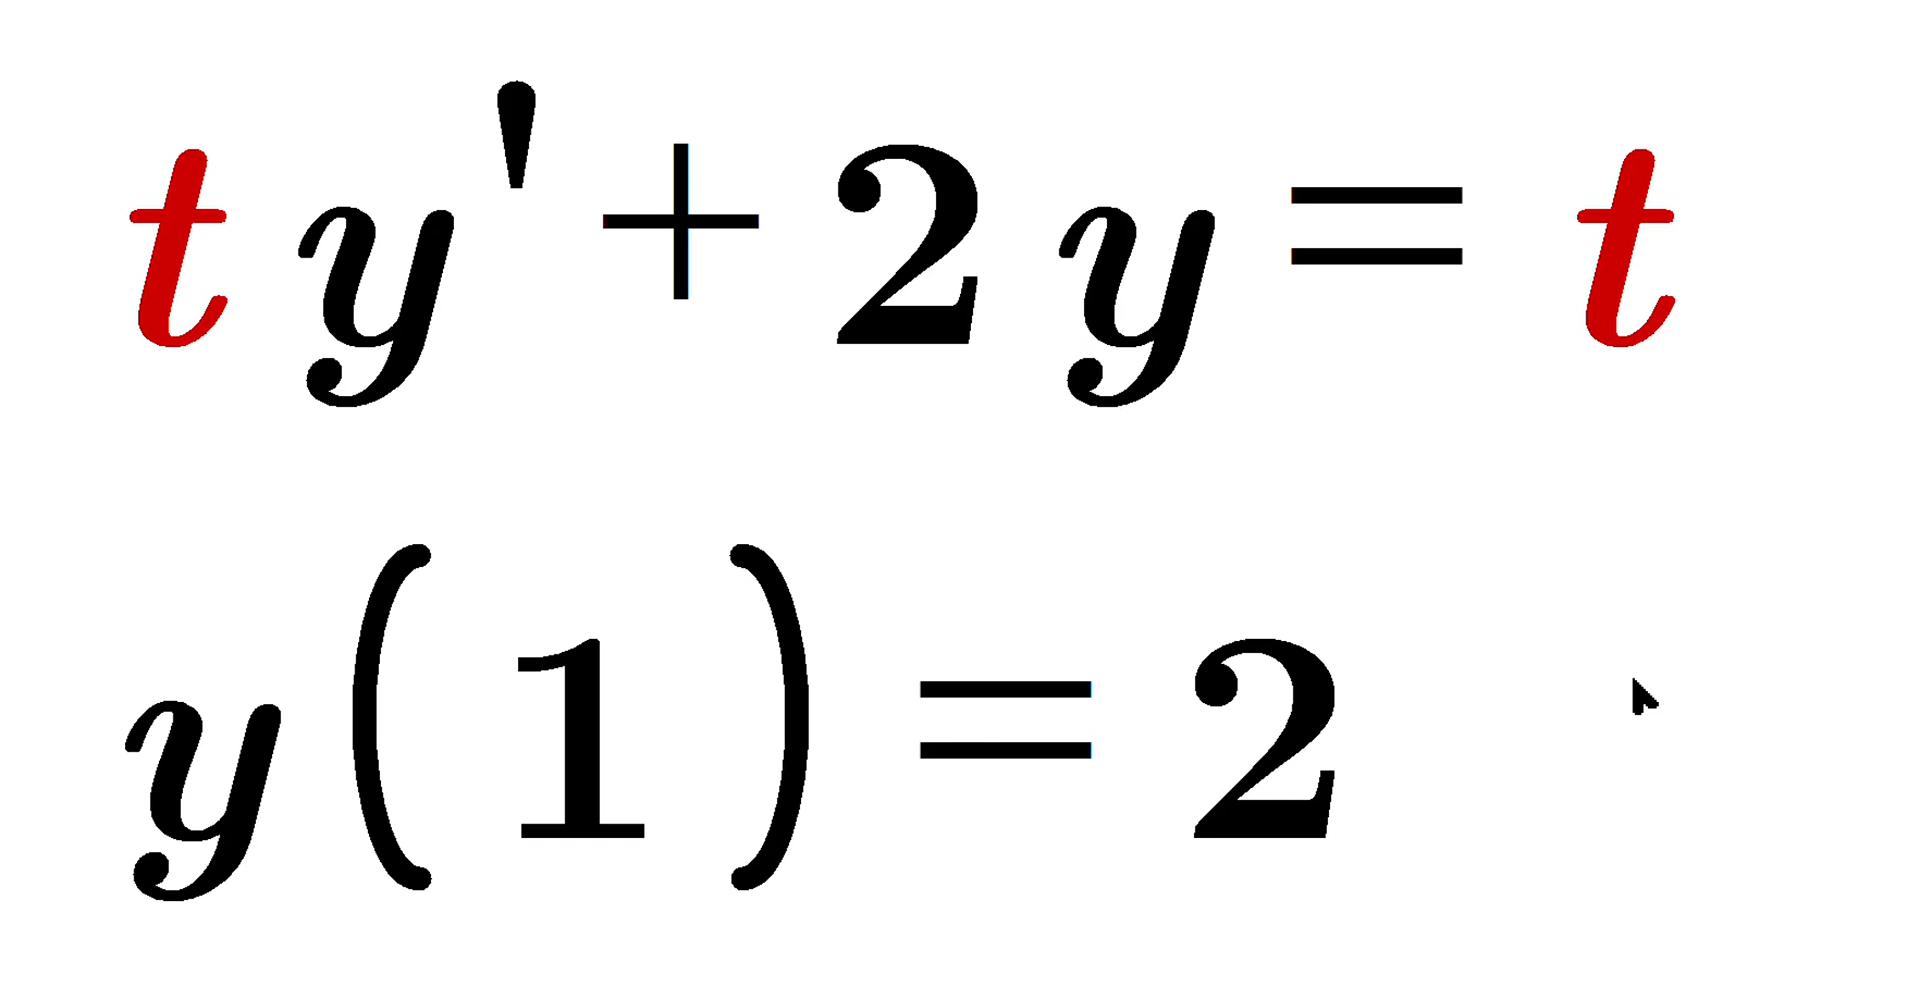 t y' + 2 y = t
y ( 1 ) = 2